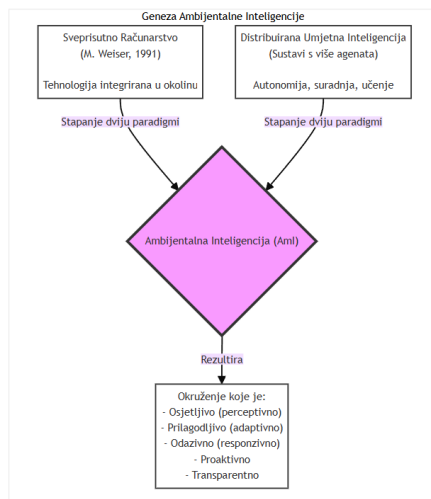 Geneza Ambijentalne Inteligencije
Sveprisutno Računarstvo
(M. Weiser, 1991)
Tehnologija integrirana u okolinu
Distribuirana Umjetna Inteligencija
(Sustavi s više agenata)
Autonomija, suradnja, učenje
Stapanje dviju paradigmi
Stapanje dviju paradigmi
Ambijentalna Inteligencija (AmI)
Rezultira
Okruženje koje je:
- Osjetljivo (perceptivno)
- Prilagodljivo (adaptivno)
- Odazivno (responzivno)
- Proaktivno
- Transparentno